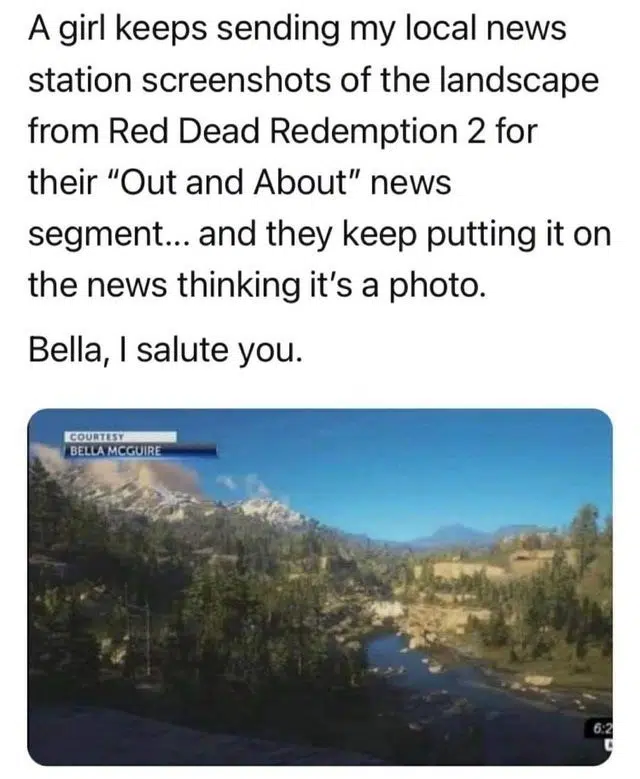 A girl keeps sending my local news
station screenshots of the landscape
from Red Dead Redemption 2 for
their “Out and About” news
segment... and they keep putting it on
the news thinking it’s a photo.
Bella, I salute you.
COURTESY
BELLA MCGUIRE
6:2